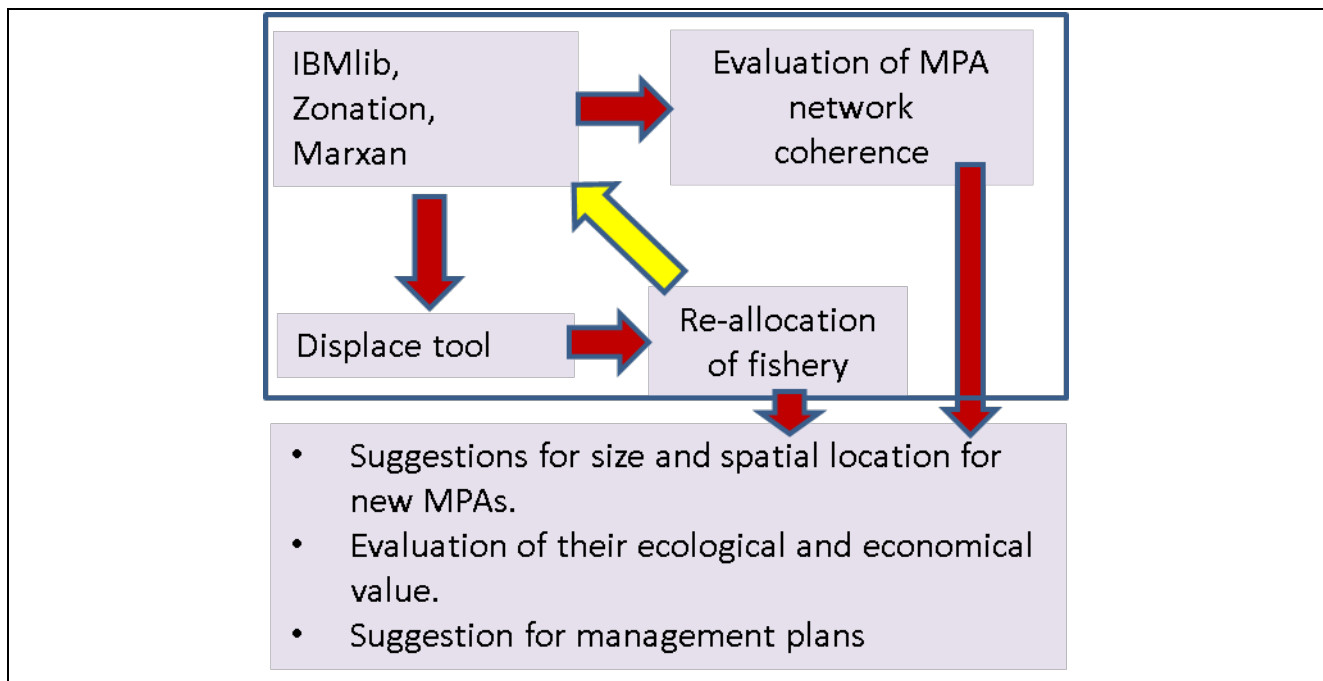 IBMlib,
Zonation,
Marxan
Evaluation of MPA
network
coherence
Displace tool
Re-allocation
of fishery
• Suggestions for size and spatial location for
new MPAs.
• Evaluation of their ecological and economical
value.
• Suggestion for management plans